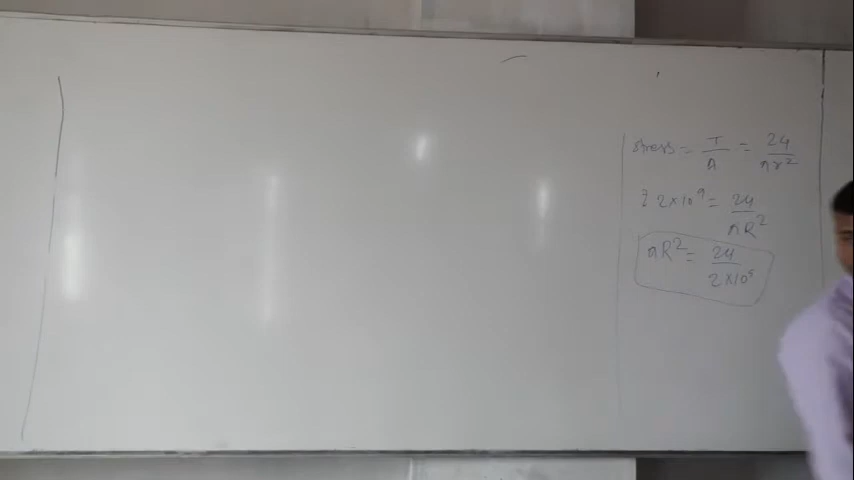 stress = T/A = 24/πr²
2×10⁹ = 24/πR²
πR² = 24/2×10⁹